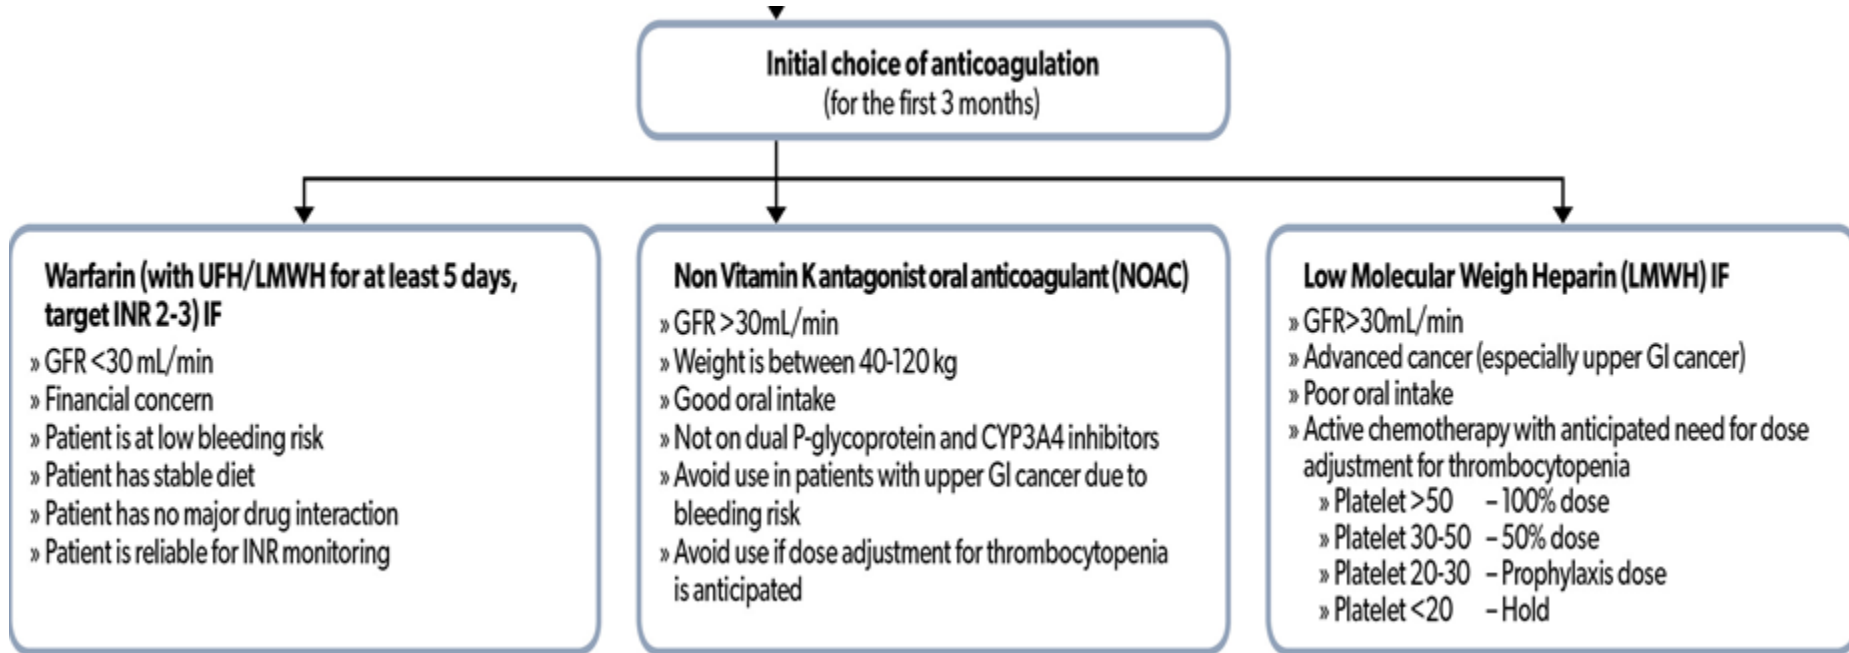 Initial choice of anticoagulation
(for the first 3 months)
Warfarin (with UFH/LMWH for at least 5 days,
target INR 2-3) IF
» GFR <30 mL/min
» Financial concern
» Patient is at low bleeding risk
» Patient has stable diet
» Patient has no major drug interaction
» Patient is reliable for INR monitoring
Non Vitamin K antagonist oral anticoagulant (NOAC)
» GFR >30mL/min
» Weight is between 40-120 kg
» Good oral intake
» Not on dual P-glycoprotein and CYP3A4 inhibitors
» Avoid use in patients with upper GI cancer due to
bleeding risk
» Avoid use if dose adjustment for thrombocytopenia
is anticipated
Low Molecular Weigh Heparin (LMWH) IF
» GFR>30mL/min
» Advanced cancer (especially upper GI cancer)
» Poor oral intake
» Active chemotherapy with anticipated need for dose
adjustment for thrombocytopenia
» Platelet >50 – 100% dose
» Platelet 30-50 – 50% dose
» Platelet 20-30 – Prophylaxis dose
» Platelet <20 – Hold